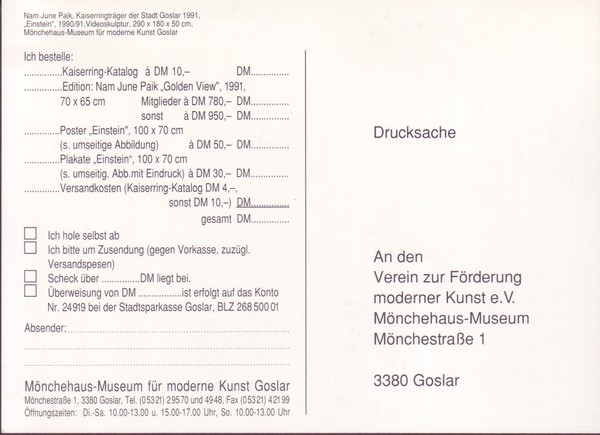 Nam June Paik, Kaiserringträger der Stadt Goslar 1991,
„Einstein", 1990/91,Videoskulptur, 290 x 180 x 50 cm,
Mönchehaus-Museum für moderne Kunst Goslar
Ich bestelle:
..............Kaiserring-Katalog à DM 10,– DM..............
..............Edition: Nam June Paik „Golden View", 1991,
70 x 65 cm Mitglieder à DM 780,– DM..............
sonst à DM 950,– DM..............
..............Poster „Einstein", 100 x 70 cm
(s. umseitige Abbildung) à DM 50,– DM..............
..............Plakate „Einstein", 100 x 70 cm
(s. umseitig. Abb.mit Eindruck) à DM 30,– DM..............
..............Versandkosten (Kaiserring-Katalog DM 4,–,
sonst DM 10,–) DM..............
gesamt DM..............
Ich hole selbst ab
Ich bitte um Zusendung (gegen Vorkasse, zuzügl.
Versandspesen)
Scheck über ..............DM liegt bei.
Überweisung von DM ................ist erfolgt auf das Konto
Nr. 24919 bei der Stadtsparkasse Goslar, BLZ 268 500 01
Absender:
Mönchehaus-Museum für moderne Kunst Goslar
Mönchestraße 1, 3380 Goslar, Tel. (05321) 29570 und 4948, Fax (05321) 42199
Öffnungszeiten: Di.-Sa. 10.00-13.00 u. 15.00-17.00 Uhr, So. 10.00-13.00 Uhr
Drucksache
An den
Verein zur Förderung
moderner Kunst e.V.
Mönchehaus-Museum
Mönchestraße 1
3380 Goslar